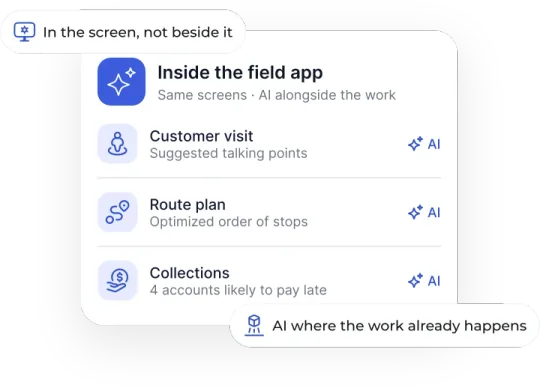 In the screen, not beside it
Inside the field app
Same screens · AI alongside the work
Customer visit
Suggested talking points
AI
Route plan
Optimized order of stops
AI
Collections
4 accounts likely to pay late
AI
AI where the work already happens